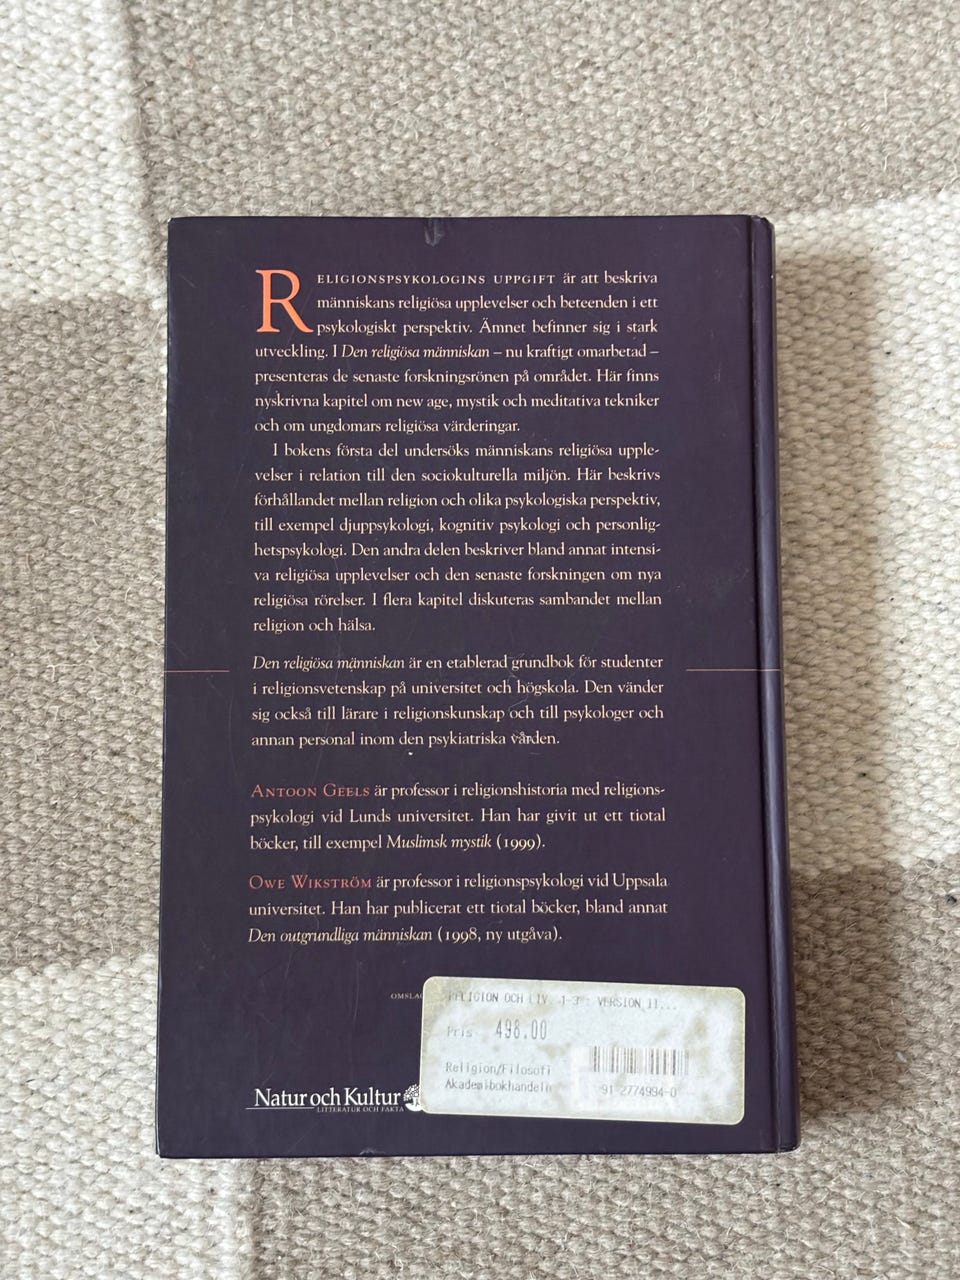 RELIGIONSPSYKOLOGINS UPPGIFT är att beskriva
människans religiösa upplevelser och beteenden i ett
psykologiskt perspektiv. Ämnet befinner sig i stark
utveckling. I Den religiösa människan – nu kraftigt omarbetad –
presenteras de senaste forskningsrönen på området. Här finns
nyskrivna kapitel om new age, mystik och meditativa tekniker
och om ungdomars religiösa värderingar.
I bokens första del undersöks människans religiösa upple-
velser i relation till den sociokulturella miljön. Här beskrivs
förhållandet mellan religion och olika psykologiska perspektiv,
till exempel djuppsykologi, kognitiv psykologi och personlig-
hetspsykologi. Den andra delen beskriver bland annat intensi-
va religiösa upplevelser och den senaste forskningen om nya
religiösa rörelser. I flera kapitel diskuteras sambandet mellan
religion och hälsa.
Den religiösa människan är en etablerad grundbok för studenter
i religionsvetenskap på universitet och högskola. Den vänder
sig också till lärare i religionskunskap och till psykologer och
annan personal inom den psykiatriska vården.
ANTOON GEELS är professor i religionshistoria med religions-
psykologi vid Lunds universitet. Han har givit ut ett tiotal
böcker, till exempel Muslimsk mystik (1999).
OWE WIKSTRÖM är professor i religionspsykologi vid Uppsala
universitet. Han har publicerat ett tiotal böcker, bland annat
Den outgrundliga människan (1998, ny utgåva).
OMSLAG
RELIGION OCH LIV. 1-3 : VERSION II...
Pris 498.00
Religion/Filosofi
Akademibokhandeln
91-2774994-0
Natur och Kultur
LITTERATUR OCH FAKTA